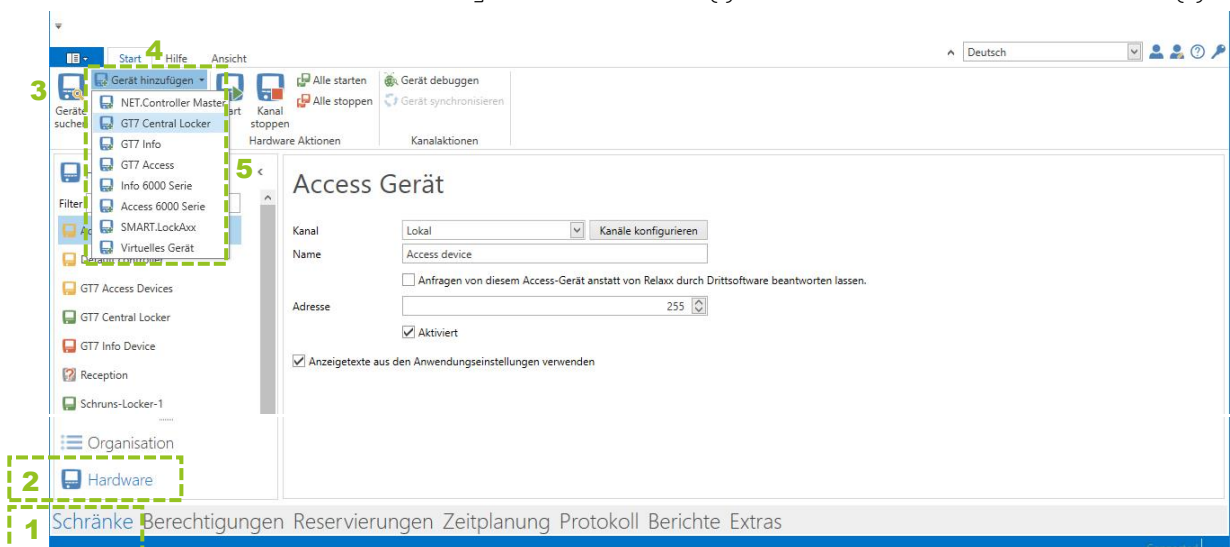 4
Start Hilfe Ansicht Deutsch
3
Gerät hinzufügen Alle starten Gerät debuggen
NET.Controller Master Alle stoppen Gerät synchronisieren
Geräte suchen Kanal stoppen
GT7 Central Locker
GT7 Info Hardware Aktionen Kanalaktionen
GT7 Access
5
Info 6000 Serie
Access 6000 Serie
SMART.LockAxx
Virtuelles Gerät
Filter
GT7 Access Devices
GT7 Central Locker
GT7 Info Device
Reception
Schruns-Locker-1
Access Gerät
Kanal Lokal Kanäle konfigurieren
Name Access device
Anfragen von diesem Access-Gerät anstatt von Relaxx durch Drittsoftware beantworten lassen.
Adresse 255
Aktiviert
Anzeigetexte aus den Anwendungseinstellungen verwenden
Organisation
2 Hardware
1 Schränke Berechtigungen Reservierungen Zeitplanung Protokoll Berichte Extras